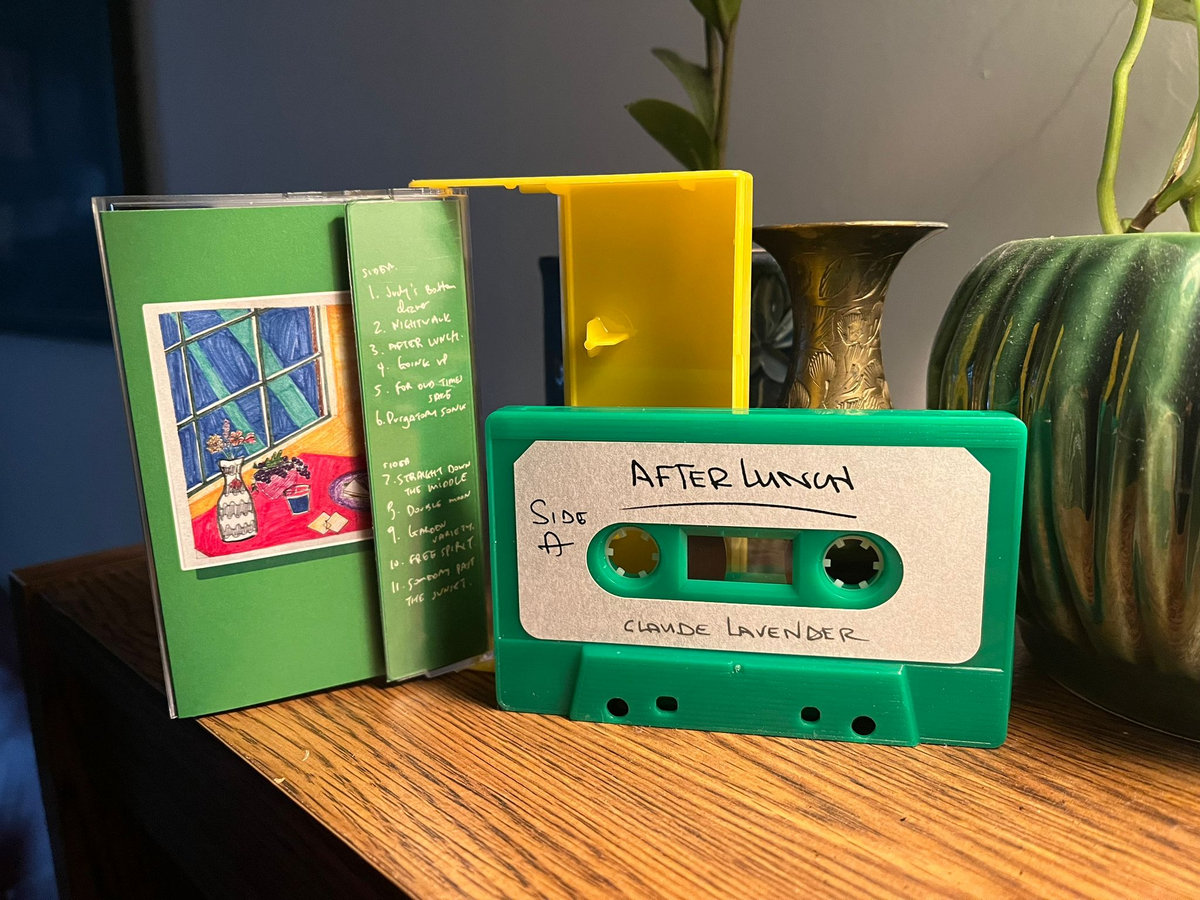 SIDE A.
1. Judy's Bottom
Drawer
2. NIGHTWALK
3. AFTER LUNCH.
4. GOING UP
5. FOR OLD TIMES
SAKE
6. Purgatory SONG
SIDE B
7. STRAIGHT DOWN
THE MIDDLE
8. DOUBLE MOON
9. GARDEN
VARIETY.
10. FREE SPIRIT
11. SOMEDAY PAST
THE SUNSET.
AFTER LUNCH
SIDE
A
CLAUDE LAVENDER